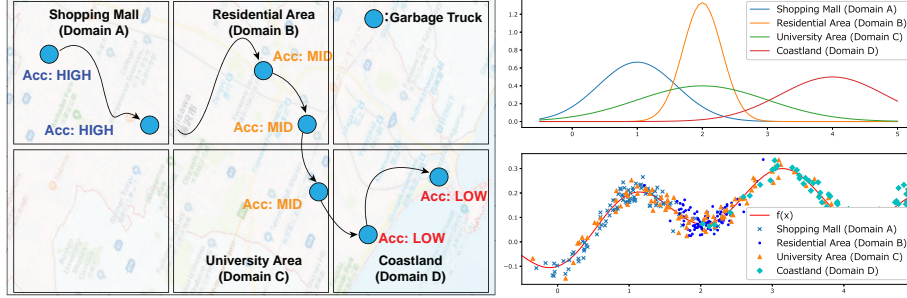 Shopping Mall
(Domain A)
Residential Area
(Domain B)
:Garbage Truck
Acc: HIGH
Acc: MID
Acc: HIGH
Acc: MID
Acc: MID
Acc: LOW
Acc: LOW
University Area
(Domain C)
Coastland
(Domain D)
Shopping Mall (Domain A)
Residential Area (Domain B)
University Area (Domain C)
Coastland (Domain D)
1.2
1.0
0.8
0.6
0.4
0.2
0.0
0
1
2
3
4
5
0.3
0.2
0.1
0.0
−0.1
f(x)
Shopping Mall (Domain A)
Residential Area (Domain B)
University Area (Domain C)
Coastland (Domain D)
0
1
2
3
4